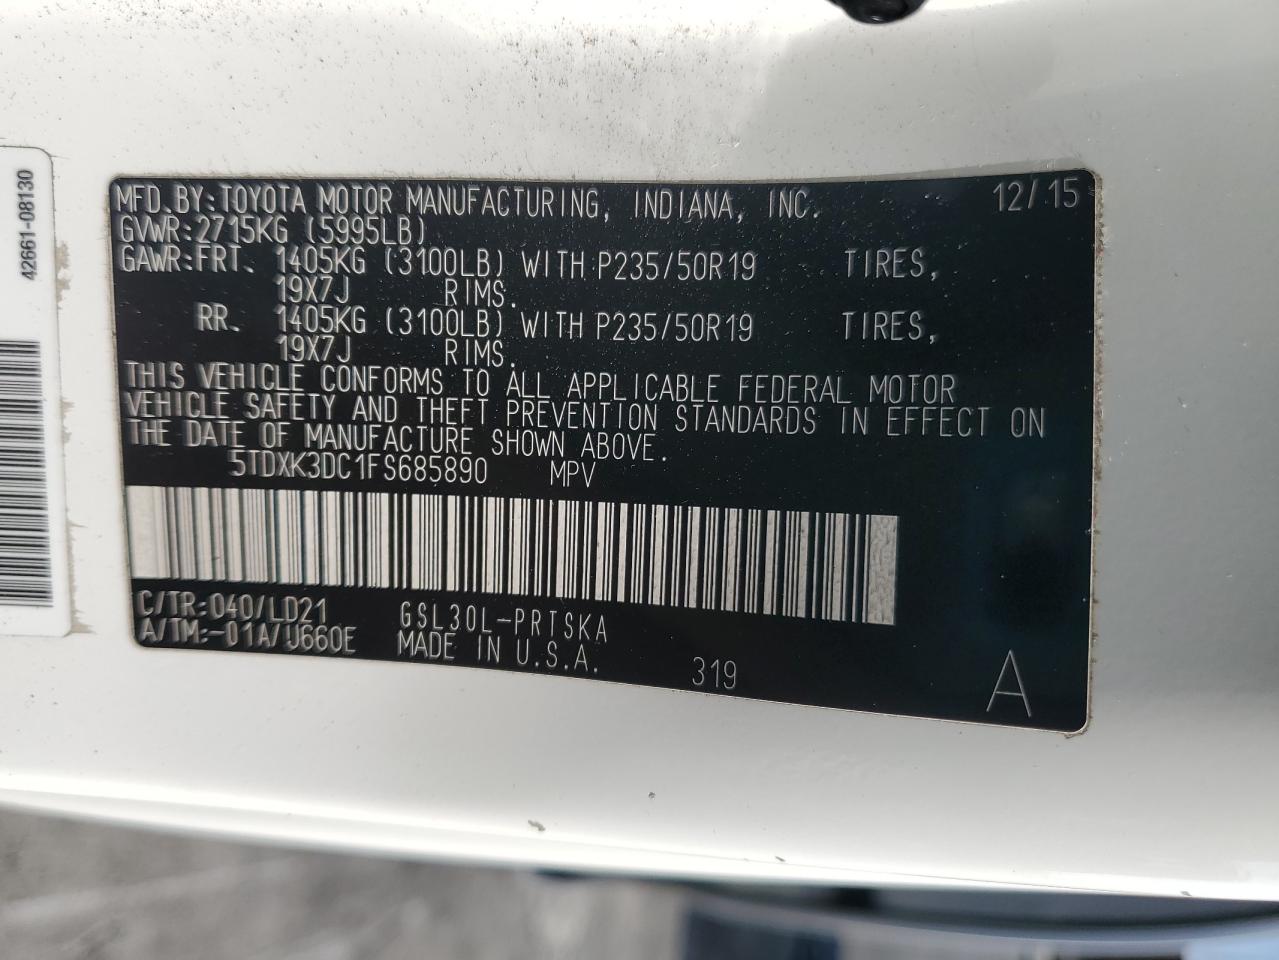 42661-08130
MFD.BY:TOYOTA MOTOR MANUFACTURING, INDIANA, INC. 12/15
GVWR:2715KG (5995LB)
GAWR:FRT. 1405KG (3100LB) WITH P235/50R19 TIRES,
19X7J RIMS.
RR. 1405KG (3100LB) WITH P235/50R19 TIRES,
19X7J RIMS.
THIS VEHICLE CONFORMS TO ALL APPLICABLE FEDERAL MOTOR
VEHICLE SAFETY AND THEFT PREVENTION STANDARDS IN EFFECT ON
THE DATE OF MANUFACTURE SHOWN ABOVE.
5TDXK3DC1FS685890 MPV
C/TR:040/LD21 GSL30L-PRTSKA
A/TM:-01A/U660E MADE IN U.S.A. 319 A